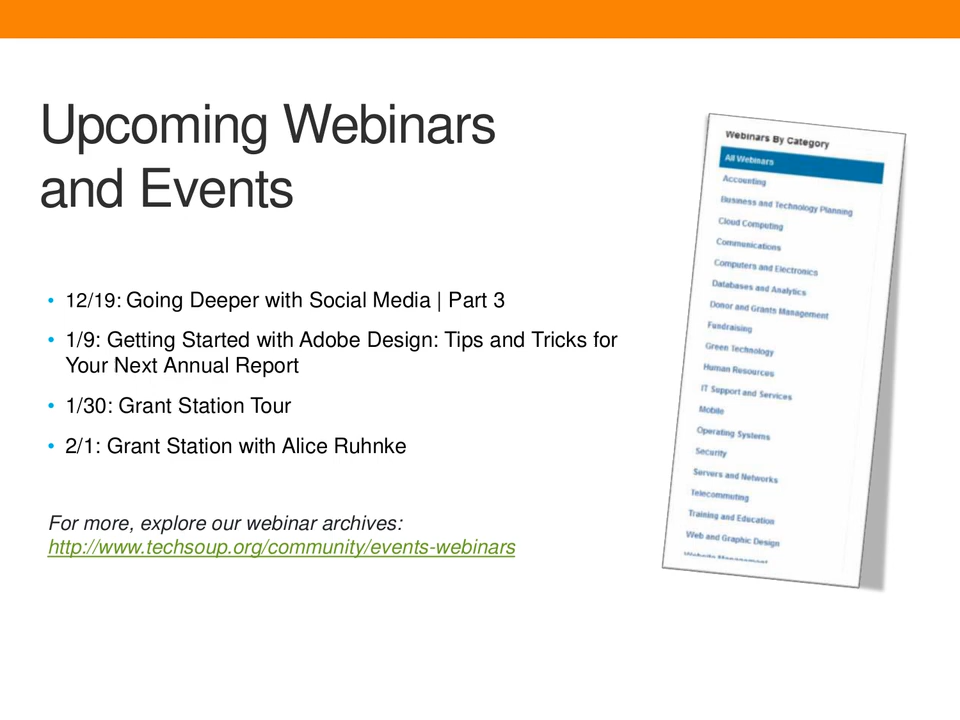 Upcoming Webinars
and Events
• 12/19: Going Deeper with Social Media | Part 3
• 1/9: Getting Started with Adobe Design: Tips and Tricks for
Your Next Annual Report
• 1/30: Grant Station Tour
• 2/1: Grant Station with Alice Ruhnke
For more, explore our webinar archives:
http://www.techsoup.org/community/events-webinars
Webinars By Category
All Webinars
Accounting
Business and Technology Planning
Cloud Computing
Communications
Computers and Electronics
Databases and Analytics
Donor and Grants Management
Fundraising
Green Technology
Human Resources
IT Support and Services
Mobile
Operating Systems
Security
Servers and Networks
Telecommuting
Training and Education
Web and Graphic Design
Website Management